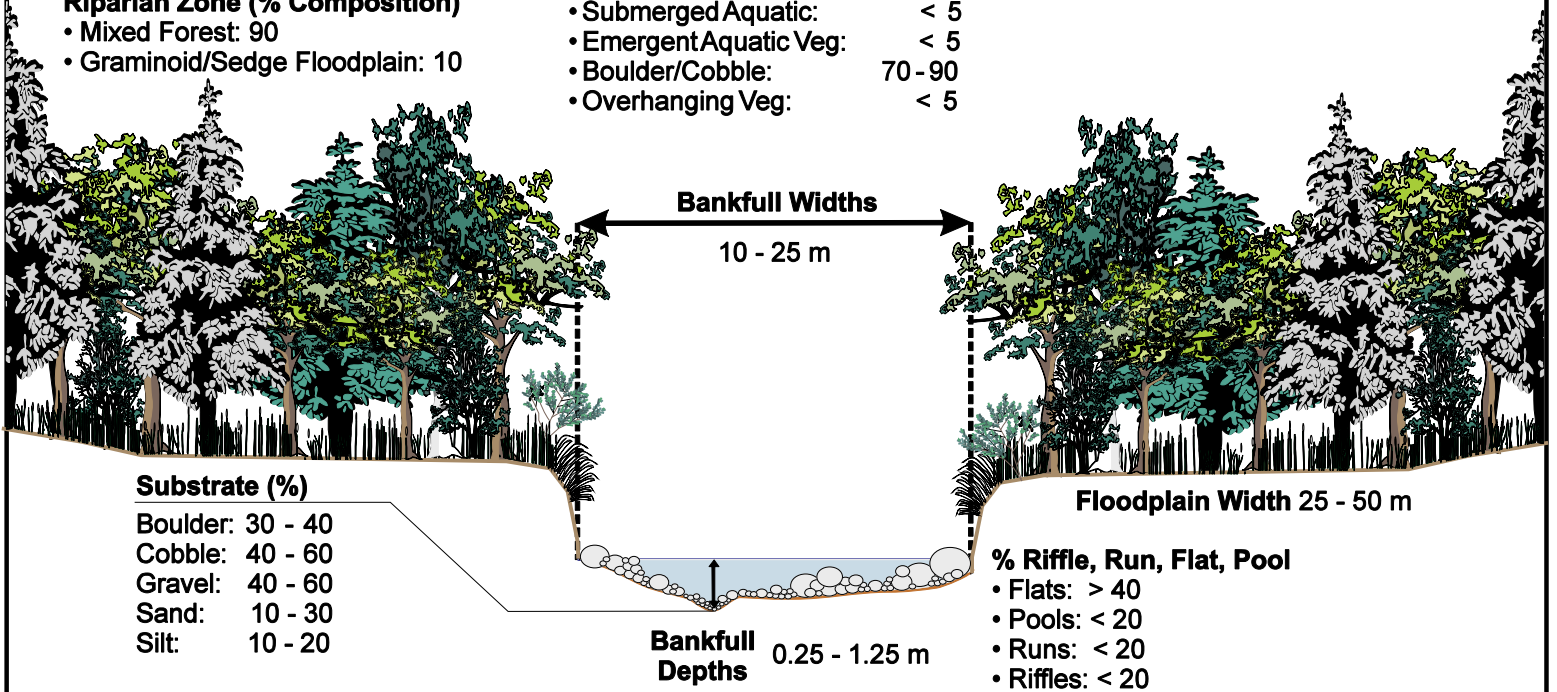 Riparian Zone (% Composition)
• Mixed Forest: 90
• Graminoid/Sedge Floodplain: 10
• Submerged Aquatic: < 5
• Emergent Aquatic Veg: < 5
• Boulder/Cobble: 70-90
• Overhanging Veg: < 5
Bankfull Widths
10 - 25 m
Substrate (%)
Boulder: 30 - 40
Cobble: 40 - 60
Gravel: 40 - 60
Sand: 10 - 30
Silt: 10 - 20
Floodplain Width 25 - 50 m
Bankfull
Depths 0.25 - 1.25 m
% Riffle, Run, Flat, Pool
• Flats: > 40
• Pools: < 20
• Runs: < 20
• Riffles: < 20